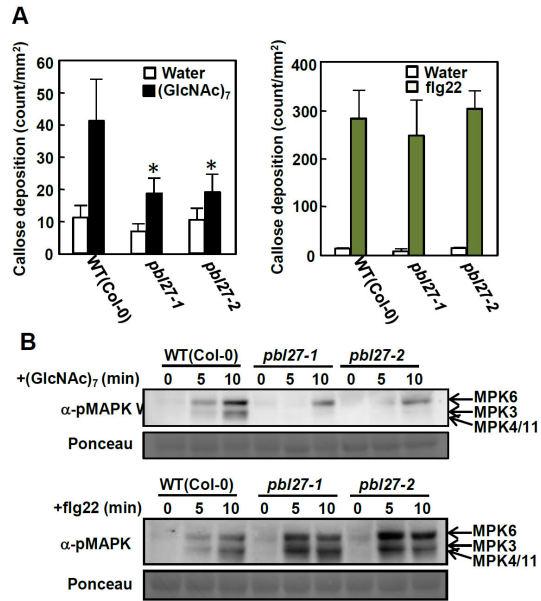 A
Callose deposition (count/mm²)
60
50
40
30
20
10
0
Water
(GlcNAc)₇
*
*
WT(Col-0)
pbl27-1
pbl27-2
Callose deposition (count/mm²)
400
300
200
100
0
Water
flg22
WT(Col-0)
pbl27-1
pbl27-2
B
WT(Col-0) pbl27-1 pbl27-2
+(GlcNAc)₇ (min) 0 5 10 0 5 10 0 5 10
α-pMAPK W
MPK6
MPK3
MPK4/11
Ponceau
WT(Col-0) pbl27-1 pbl27-2
+flg22 (min) 0 5 10 0 5 10 0 5 10
α-pMAPK
MPK6
MPK3
MPK4/11
Ponceau